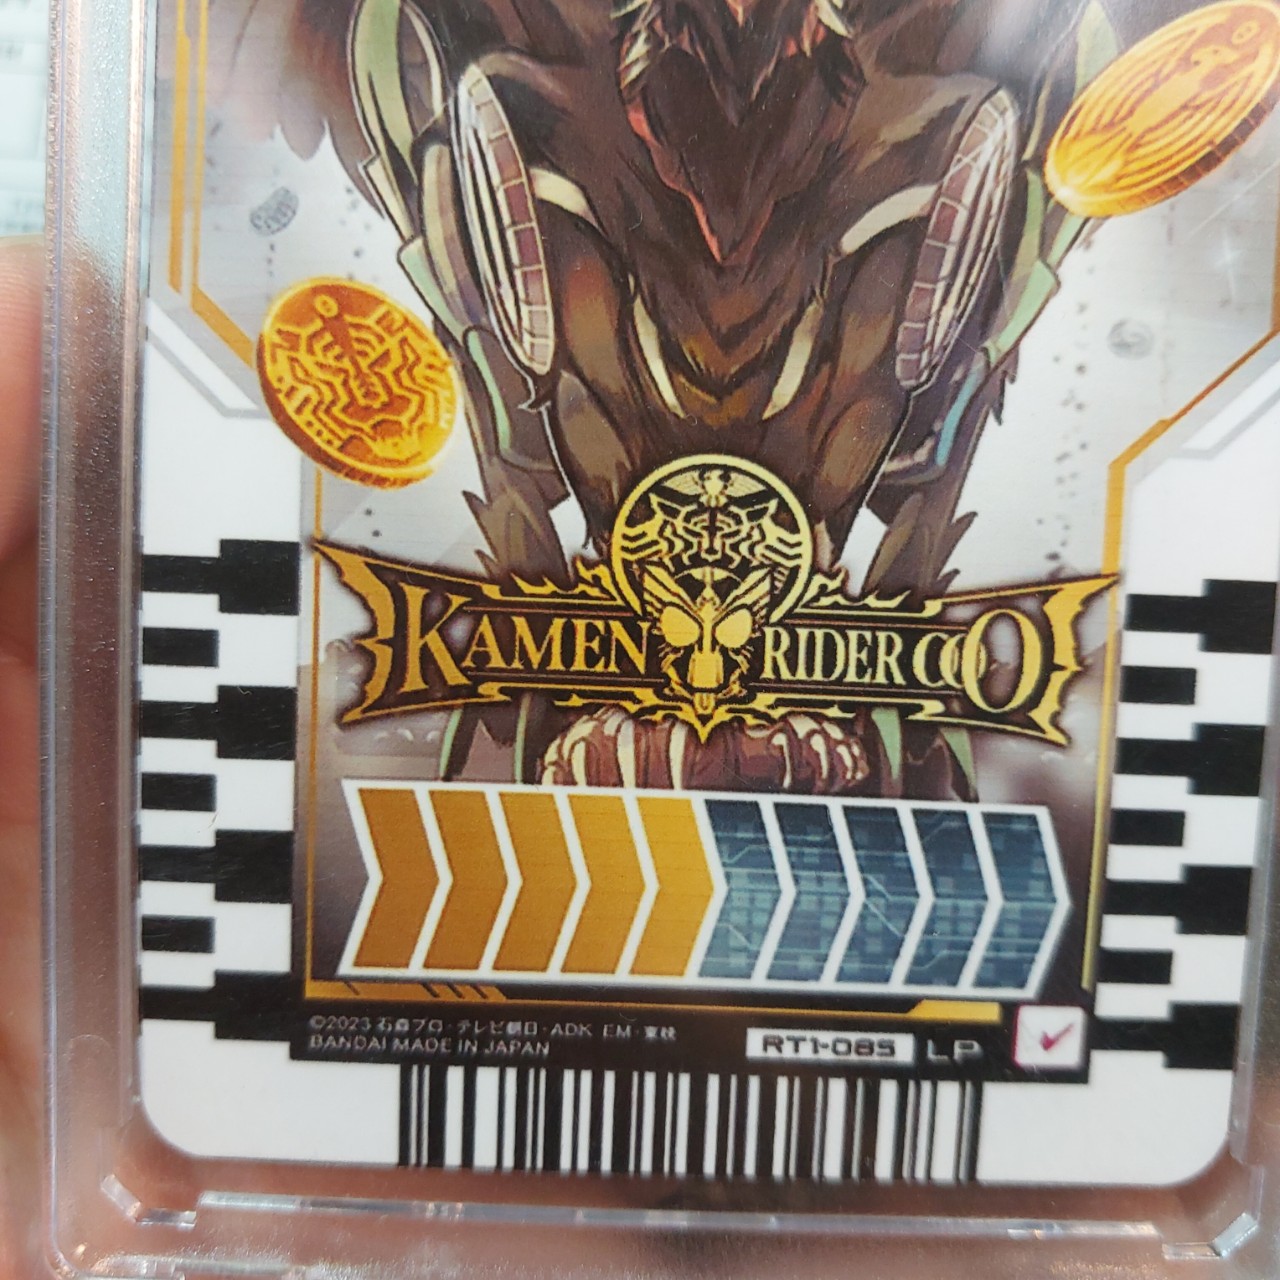 KAMEN RIDER OOO
©2023 石森プロ・テレビ朝日・ADK EM・東映
BANDAI MADE IN JAPAN
RT1-085 LP